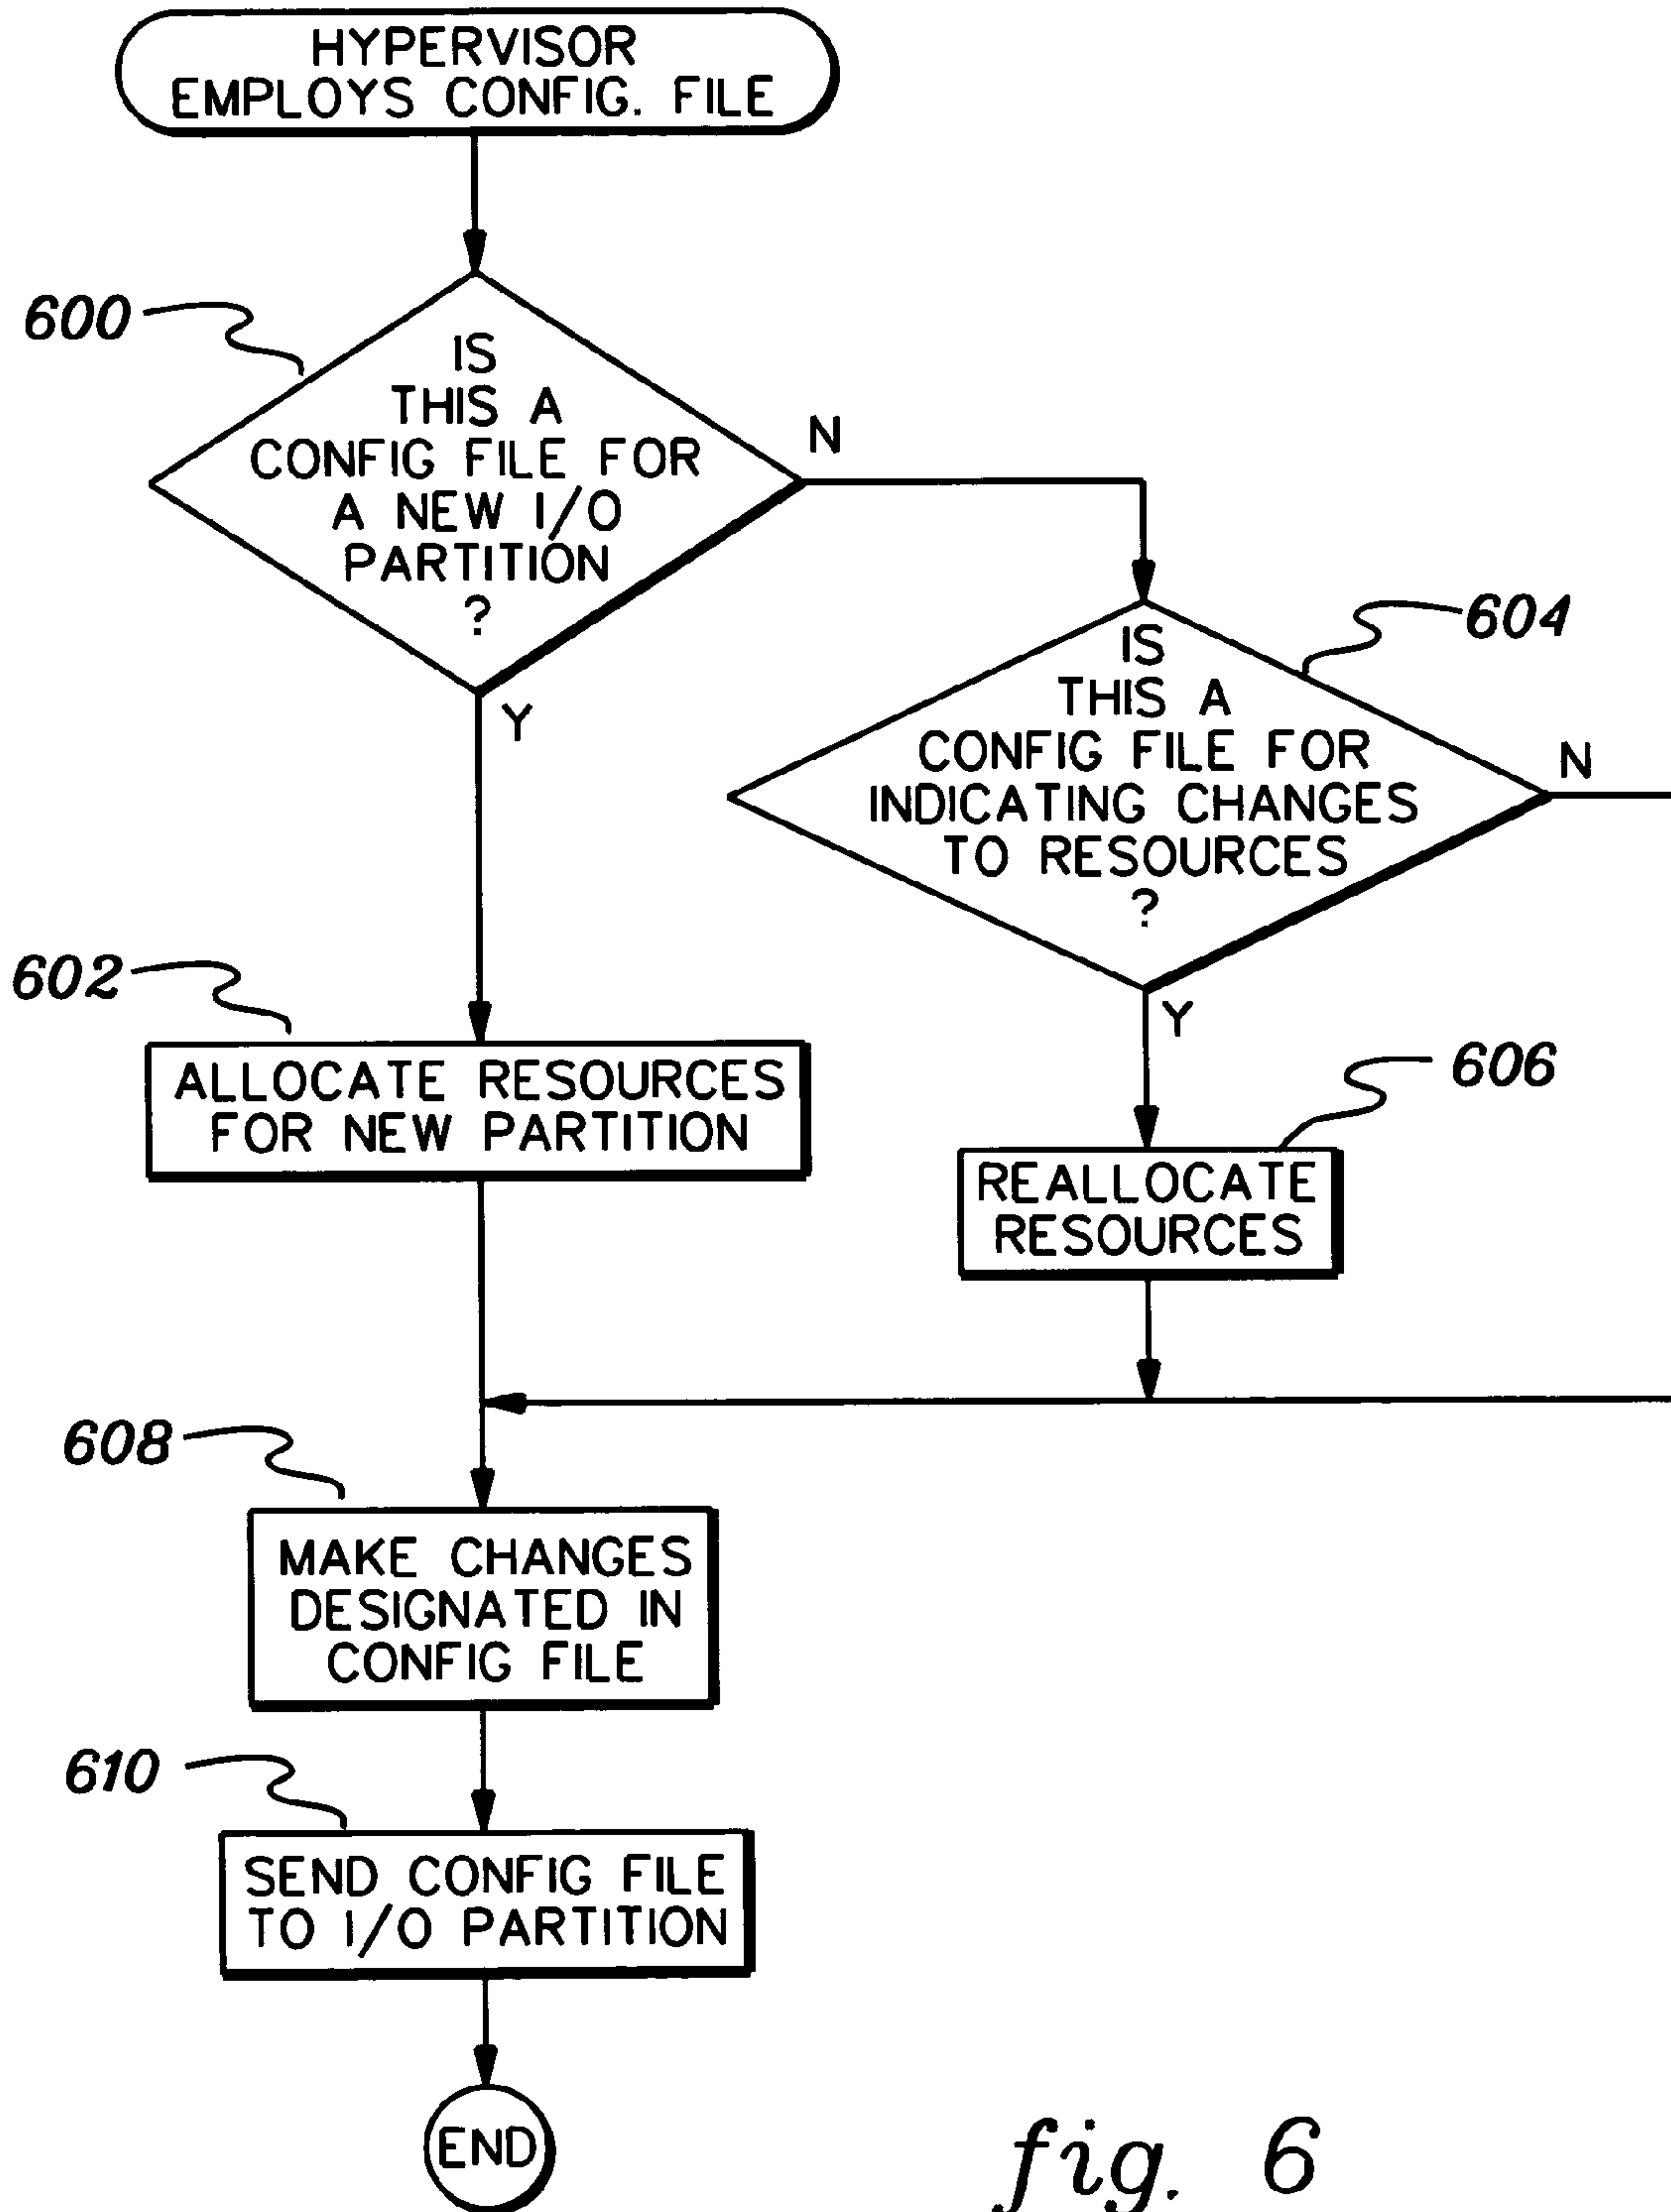 HYPERVISOR
EMPLOYS CONFIG. FILE
600
IS
THIS A
CONFIG FILE FOR
A NEW I/O
PARTITION
?
N
Y
604
IS
THIS A
CONFIG FILE FOR
INDICATING CHANGES
TO RESOURCES
?
N
Y
602
ALLOCATE RESOURCES
FOR NEW PARTITION
606
REALLOCATE
RESOURCES
608
MAKE CHANGES
DESIGNATED IN
CONFIG FILE
610
SEND CONFIG FILE
TO I/O PARTITION
END
fig. 6